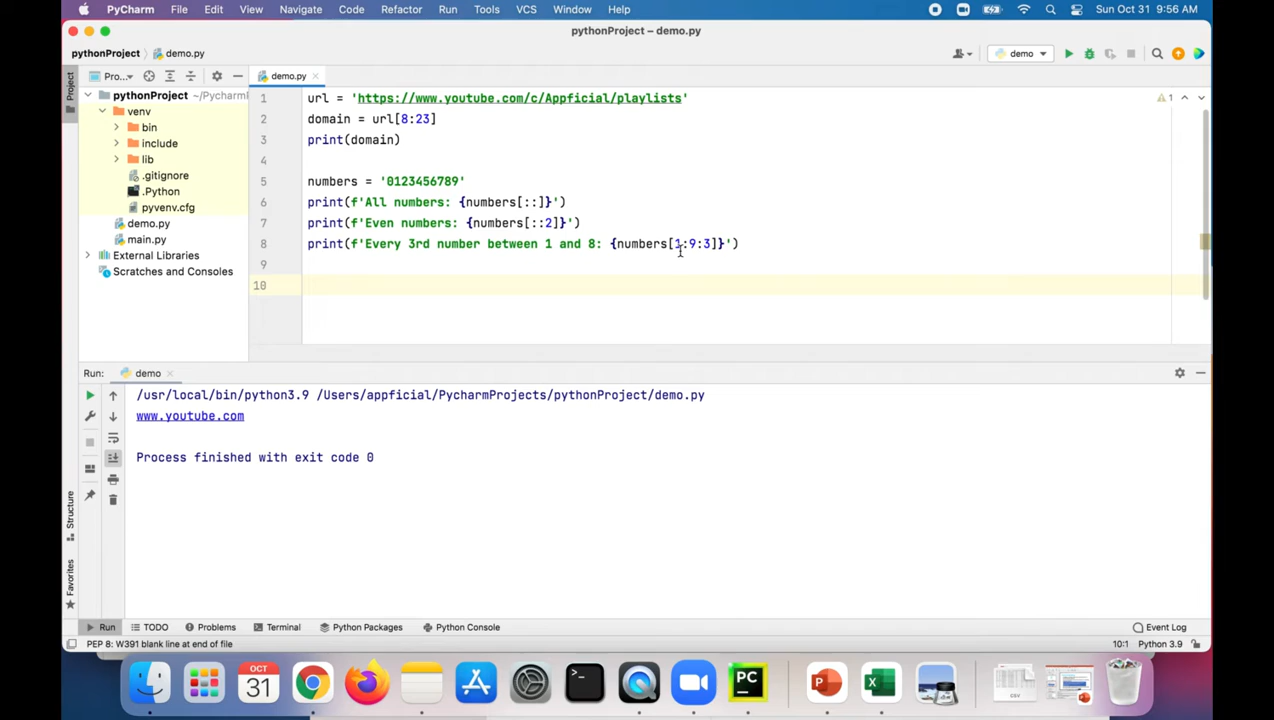 PyCharm File Edit View Navigate Code Refactor Run Tools VCS Window Help Sun Oct 31 9:56 AM
pythonProject – demo.py
pythonProject demo.py demo
Project Pro... demo.py
pythonProject ~/Pycharml
venv
bin
include
lib
.gitignore
.Python
pyvenv.cfg
demo.py
main.py
External Libraries
Scratches and Consoles
1 url = 'https://www.youtube.com/c/Appficial/playlists' 1
2 domain = url[8:23]
3 print(domain)
4
5 numbers = '0123456789'
6 print(f'All numbers: {numbers[::]}')
7 print(f'Even numbers: {numbers[::2]}')
8 print(f'Every 3rd number between 1 and 8: {numbers[1:9:3]}')
9
10
Run: demo
/usr/local/bin/python3.9 /Users/appficial/PycharmProjects/pythonProject/demo.py
www.youtube.com
Process finished with exit code 0
Structure
Favorites
Run TODO Problems Terminal Python Packages Python Console Event Log
PEP 8: W391 blank line at end of file 10:1 Python 3.9
OCT
31
>_
PC
P
X
CSV